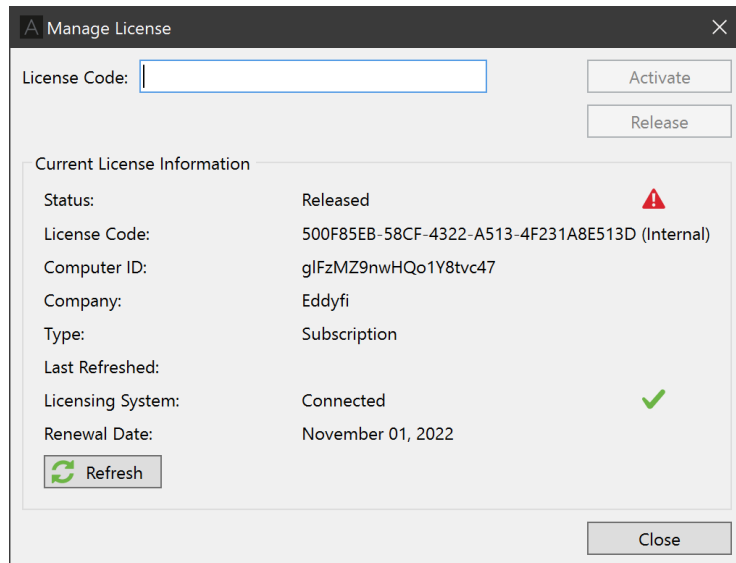 Manage License
License Code:
Activate
Release
Current License Information
Status: Released
License Code: 500F85EB-58CF-4322-A513-4F231A8E513D (Internal)
Computer ID: glFzMZ9nwHQo1Y8tvc47
Company: Eddyfi
Type: Subscription
Last Refreshed:
Licensing System: Connected
Renewal Date: November 01, 2022
Refresh
Close